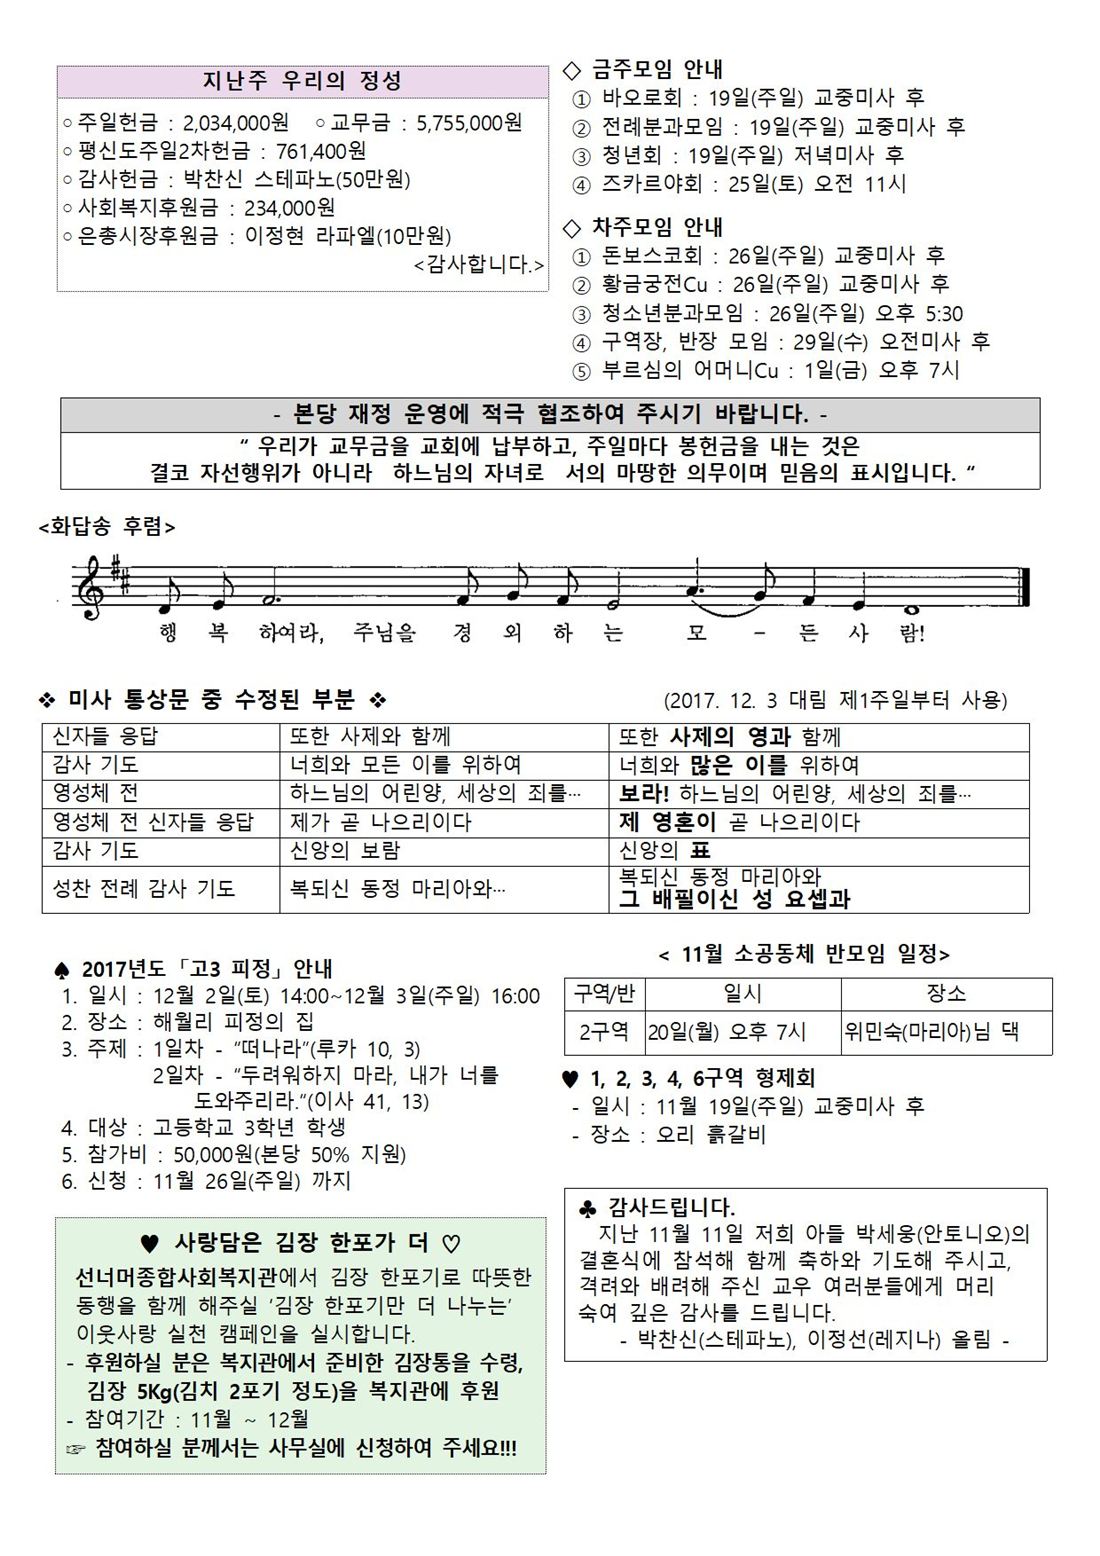 지난주 우리의 정성
○ 주일헌금 : 2,034,000원 ○ 교무금 : 5,755,000원
○ 평신도주일2차헌금 : 761,400원
○ 감사헌금 : 박찬신 스테파노(50만원)
○ 사회복지후원금 : 234,000원
○ 은총시장후원금 : 이정현 라파엘(10만원)
<감사합니다.>
◇ 금주모임 안내
① 바오로회 : 19일(주일) 교중미사 후
② 전례분과모임 : 19일(주일) 교중미사 후
③ 청년회 : 19일(주일) 저녁미사 후
④ 즈카르야회 : 25일(토) 오전 11시
◇ 차주모임 안내
① 돈보스코회 : 26일(주일) 교중미사 후
② 황금궁전Cu : 26일(주일) 교중미사 후
③ 청소년분과모임 : 26일(주일) 오후 5:30
④ 구역장, 반장 모임 : 29일(수) 오전미사 후
⑤ 부르심의 어머니Cu : 1일(금) 오후 7시
- 본당 재정 운영에 적극 협조하여 주시기 바랍니다. -
“ 우리가 교무금을 교회에 납부하고, 주일마다 봉헌금을 내는 것은
결코 자선행위가 아니라 하느님의 자녀로 서의 마땅한 의무이며 믿음의 표시입니다. “
<화답송 후렴>
행 복 하여라, 주님을 경 외 하 는 모 - 든 사 람!
❖ 미사 통상문 중 수정된 부분 ❖ (2017. 12. 3 대림 제1주일부터 사용)
신자들 응답 또한 사제와 함께 또한 사제의 영과 함께
감사 기도 너희와 모든 이를 위하여 너희와 많은 이를 위하여
영성체 전 하느님의 어린양, 세상의 죄를… 보라! 하느님의 어린양, 세상의 죄를…
영성체 전 신자들 응답 제가 곧 나으리이다 제 영혼이 곧 나으리이다
감사 기도 신앙의 보람 신앙의 표
성찬 전례 감사 기도 복되신 동정 마리아와… 복되신 동정 마리아와
그 배필이신 성 요셉과
♠ 2017년도「고3 피정」안내
1. 일시 : 12월 2일(토) 14:00~12월 3일(주일) 16:00
2. 장소 : 해월리 피정의 집
3. 주제 : 1일차 - “떠나라”(루카 10, 3)
2일차 - “두려워하지 마라, 내가 너를
도와주리라.“(이사 41, 13)
4. 대상 : 고등학교 3학년 학생
5. 참가비 : 50,000원(본당 50% 지원)
6. 신청 : 11월 26일(주일) 까지
♥ 사랑담은 김장 한포가 더 ♡
선너머종합사회복지관에서 김장 한포기로 따뜻한
동행을 함께 해주실 ‘김장 한포기만 더 나누는’
이웃사랑 실천 캠페인을 실시합니다.
- 후원하실 분은 복지관에서 준비한 김장통을 수령,
김장 5Kg(김치 2포기 정도)을 복지관에 후원
- 참여기간 : 11월 ~ 12월
☞ 참여하실 분께서는 사무실에 신청하여 주세요!!!
< 11월 소공동체 반모임 일정>
구역/반 일시 장소
2구역 20일(월) 오후 7시 위민숙(마리아)님 댁
♥ 1, 2, 3, 4, 6구역 형제회
- 일시 : 11월 19일(주일) 교중미사 후
- 장소 : 오리 흙갈비
♣ 감사드립니다.
지난 11월 11일 저희 아들 박세웅(안토니오)의
결혼식에 참석해 함께 축하와 기도해 주시고,
격려와 배려해 주신 교우 여러분들에게 머리
숙여 깊은 감사를 드립니다.
- 박찬신(스테파노), 이정선(레지나) 올림 -